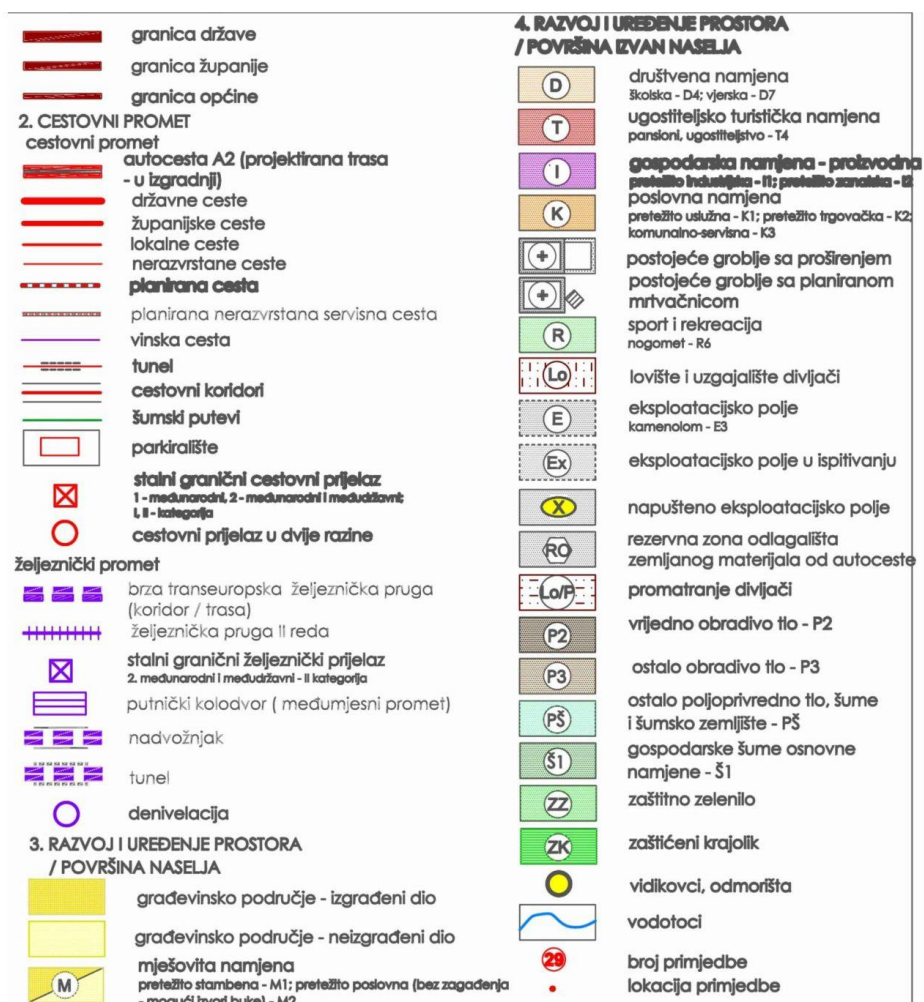 granica države
granica županije
granica općine
2. CESTOVNI PROMET
cestovni promet
autocesta A2 (projektirana trasa
- u izgradnji)
državne ceste
županijske ceste
lokalne ceste
nerazvrstane ceste
planirana cesta
planirana nerazvrstana servisna cesta
vinska cesta
tunel
cestovni koridori
šumski putevi
parkiralište
stalni granični cestovni prijelaz
1 - međunarodni, 2 - međunarodni i međudržavni;
I, II - kategorija
cestovni prijelaz u dvije razine
željeznički promet
brza transeuropska željeznička pruga
(koridor / trasa)
željeznička pruga II reda
stalni granični željeznički prijelaz
2. međunarodni i međudržavni - II kategorija
putnički kolodvor ( međumjesni promet)
nadvožnjak
tunel
denivelacija
3. RAZVOJ I UREĐENJE PROSTORA
/ POVRŠINA NASELJA
građevinsko područje - izgrađeni dio
građevinsko područje - neizgrađeni dio
M
mješovita namjena
pretežito stambena - M1; pretežito poslovna (bez zagađenja
- mogući izvori buke) - M2
4. RAZVOJ I UREĐENJE PROSTORA
/ POVRŠINA IZVAN NASELJA
D
društvena namjena
školska - D4; vjerska - D7
T
ugostiteljsko turistička namjena
pansioni, ugostiteljstvo - T4
I
gospodarska namjena - proizvodna
pretežito industrijska - I1; pretežito zanatska - I2
K
poslovna namjena
pretežito uslužna - K1; pretežito trgovačka - K2;
komunalno-servisna - K3
postojeće groblje sa proširenjem
postojeće groblje sa planiranom
mrtvačnicom
R
sport i rekreacija
nogomet - R6
Lo
lovište i uzgajalište divljači
E
eksploatacijsko polje
kamenolom - E3
Ex
eksploatacijsko polje u ispitivanju
X
napušteno eksploatacijsko polje
RO
rezervna zona odlagališta
zemljanog materijala od autoceste
Lo/P
promatranje divljači
P2
vrijedno obradivo tlo - P2
P3
ostalo obradivo tlo - P3
PŠ
ostalo poljoprivredno tlo, šume
i šumsko zemljište - PŠ
Š1
gospodarske šume osnovne
namjene - Š1
ZZ
zaštitno zelenilo
ZK
zaštićeni krajolik
vidikovci, odmorišta
vodotoci
29
broj primjedbe
lokacija primjedbe